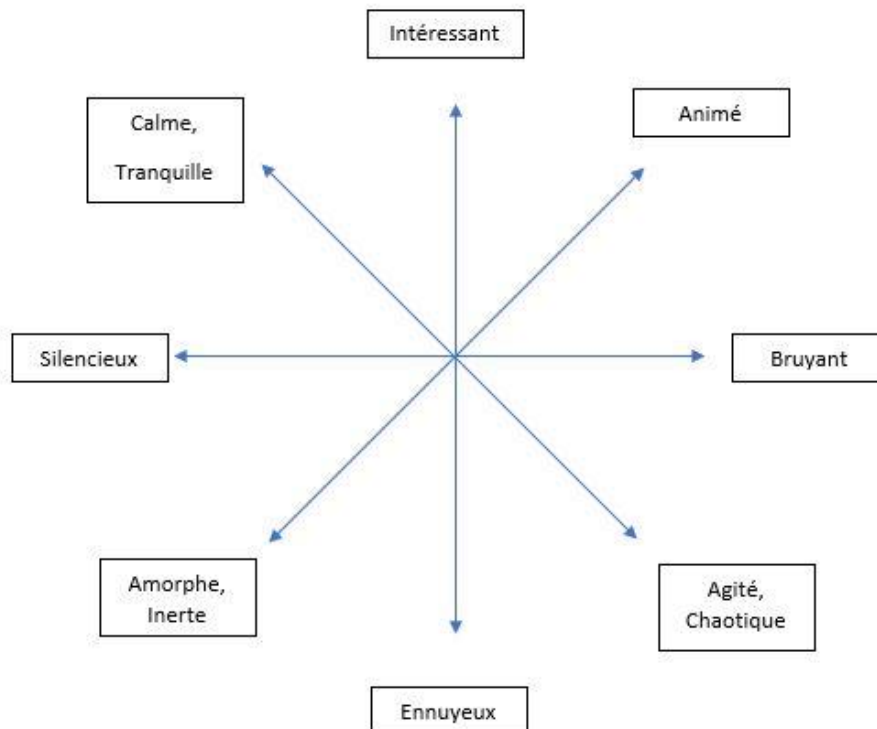 Intéressant
Animé
Calme,
Tranquille
Silencieux
Bruyant
Amorphe,
Inerte
Agité,
Chaotique
Ennuyeux